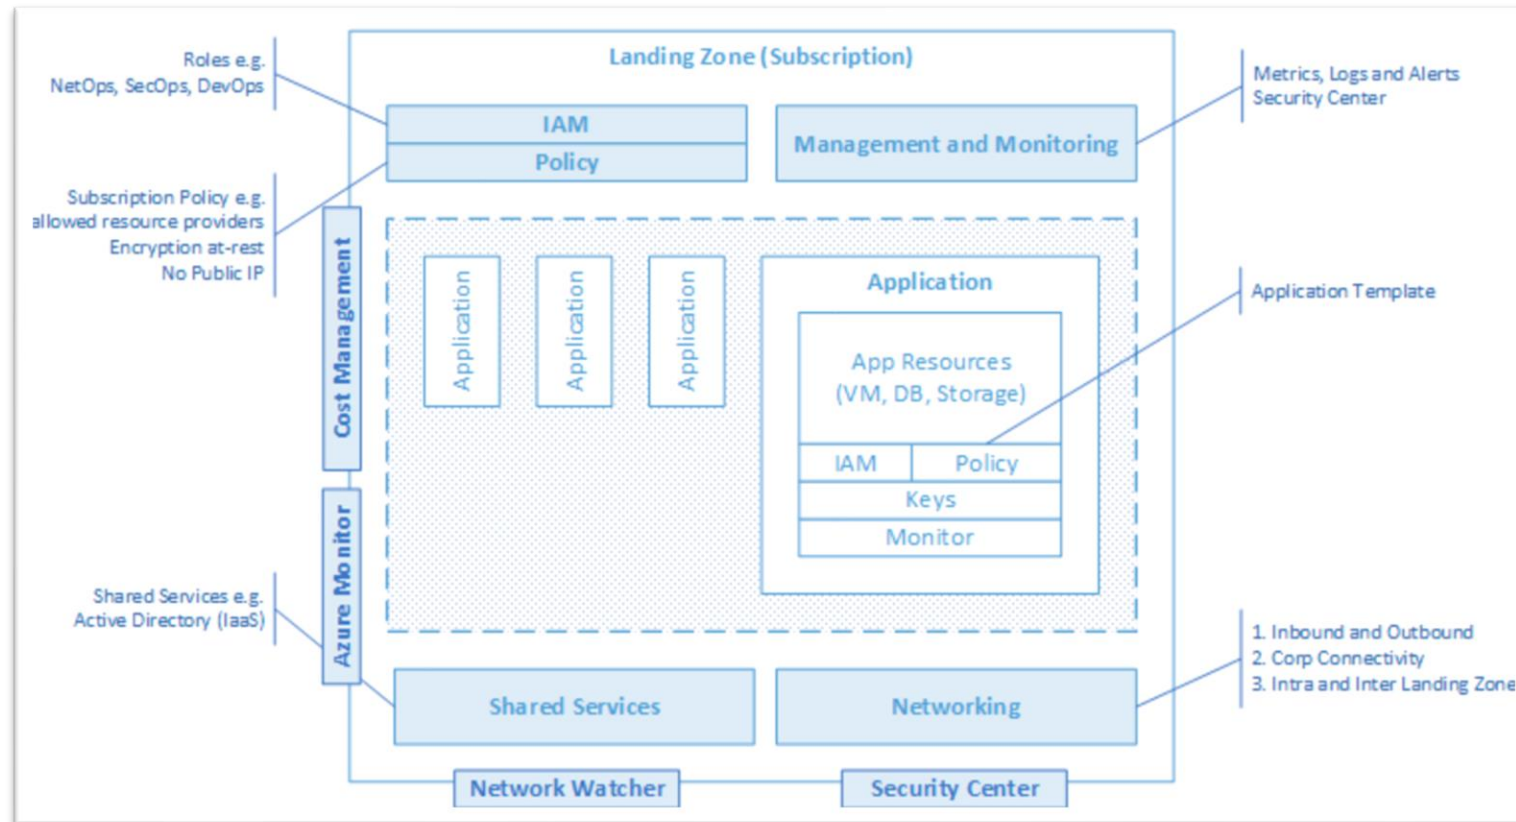 Landing Zone (Subscription)
Roles e.g.
NetOps, SecOps, DevOps
IAM
Policy
Management and Monitoring
Metrics, Logs and Alerts
Security Center
Subscription Policy e.g.
allowed resource providers
Encryption at-rest
No Public IP
Cost Management
Application
Application
Application
Application
App Resources
(VM, DB, Storage)
IAM
Policy
Keys
Monitor
Application Template
Azure Monitor
Shared Services e.g.
Active Directory (IaaS)
Shared Services
Networking
1. Inbound and Outbound
2. Corp Connectivity
3. Intra and Inter Landing Zone
Network Watcher
Security Center